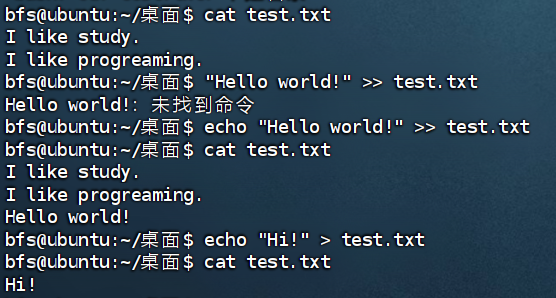 bfs@ubuntu:~/桌面$ cat test.txt
I like study.
I like progreaming.
bfs@ubuntu:~/桌面$ "Hello world!" >> test.txt
Hello world!：未找到命令
bfs@ubuntu:~/桌面$ echo "Hello world!" >> test.txt
bfs@ubuntu:~/桌面$ cat test.txt
I like study.
I like progreaming.
Hello world!
bfs@ubuntu:~/桌面$ echo "Hi!" > test.txt
bfs@ubuntu:~/桌面$ cat test.txt
Hi!